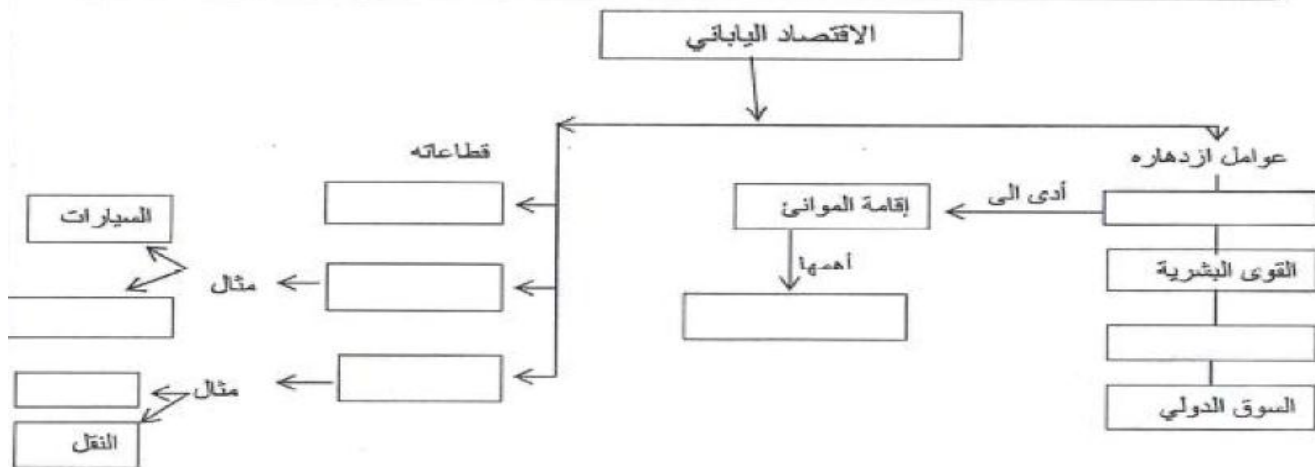 الاقتصاد الياباني
عوامل ازدهاره
أدى الى
إقامة الموانئ
أهمها
القوى البشرية
السوق الدولي
قطاعاته
مثال
السيارات
مثال
النقل